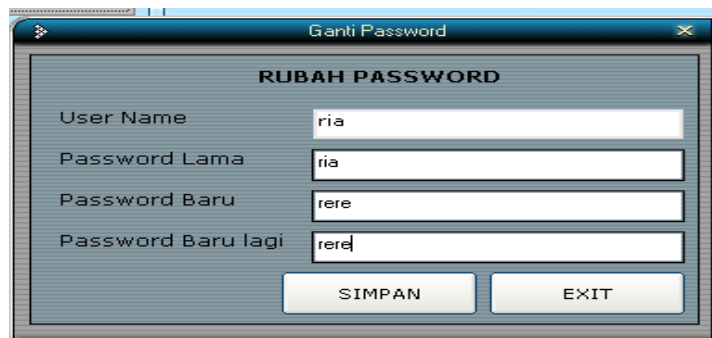 Ganti Password
RUBAH PASSWORD
User Name ria
Password Lama ria
Password Baru rere
Password Baru lagi rere
SIMPAN EXIT